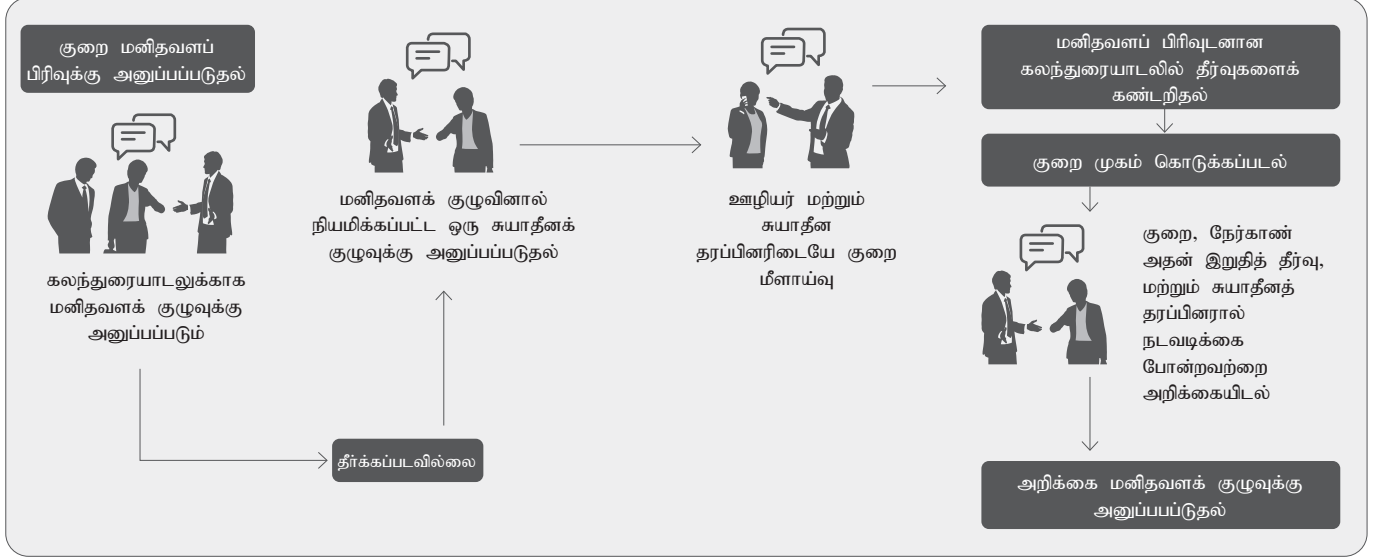 குறை மனிதவளப்
பிரிவுக்கு அனுப்பப்படுதல்
கலந்துரையாடலுக்காக
மனிதவளக் குழுவுக்கு
அனுப்பப்படும்
தீர்க்கப்படவில்லை
மனிதவளக் குழுவினால்
நியமிக்கப்பட்ட ஒரு சுயாதீனக்
குழுவுக்கு அனுப்பப்படுதல்
ஊழியர் மற்றும்
சுயாதீன
தரப்பினரிடையே குறை
மீளாய்வு
மனிதவளப் பிரிவுடனான
கலந்துரையாடலில் தீர்வுகளைக்
கண்டறிதல்
குறை முகம் கொடுக்கப்படல்
குறை, நேர்காண்
அதன் இறுதித் தீர்வு,
மற்றும் சுயாதீனத்
தரப்பினரால்
நடவடிக்கை
போன்றவற்றை
அறிக்கையிடல்
அறிக்கை மனிதவளக் குழுவுக்கு
அனுப்பபப்டுதல்